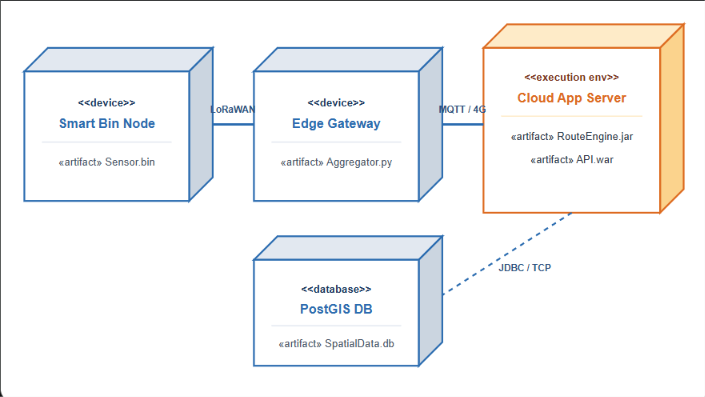 <<device>>
Smart Bin Node
«artifact» Sensor.bin
LoRaWAN
<<device>>
Edge Gateway
«artifact» Aggregator.py
MQTT / 4G
<<execution env>>
Cloud App Server
«artifact» RouteEngine.jar
«artifact» API.war
JDBC / TCP
<<database>>
PostGIS DB
«artifact» SpatialData.db